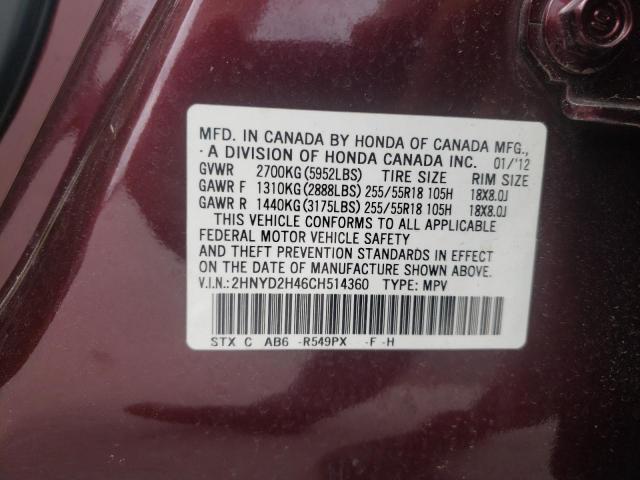 MFD. IN CANADA BY HONDA OF CANADA MFG.,
· A DIVISION OF HONDA CANADA INC. 01/'12
GVWR 2700KG(5952LBS) TIRE SIZE RIM SIZE
GAWR F 1310KG(2888LBS) 255/55R18 105H 18X8.0J
GAWR R 1440KG(3175LBS) 255/55R18 105H 18X8.0J
THIS VEHICLE CONFORMS TO ALL APPLICABLE
FEDERAL MOTOR VEHICLE SAFETY
AND THEFT PREVENTION STANDARDS IN EFFECT
ON THE DATE OF MANUFACTURE SHOWN ABOVE.
V.I.N.: 2HNYD2H46CH514360 TYPE: MPV
STX C AB6 -R549PX -F -H